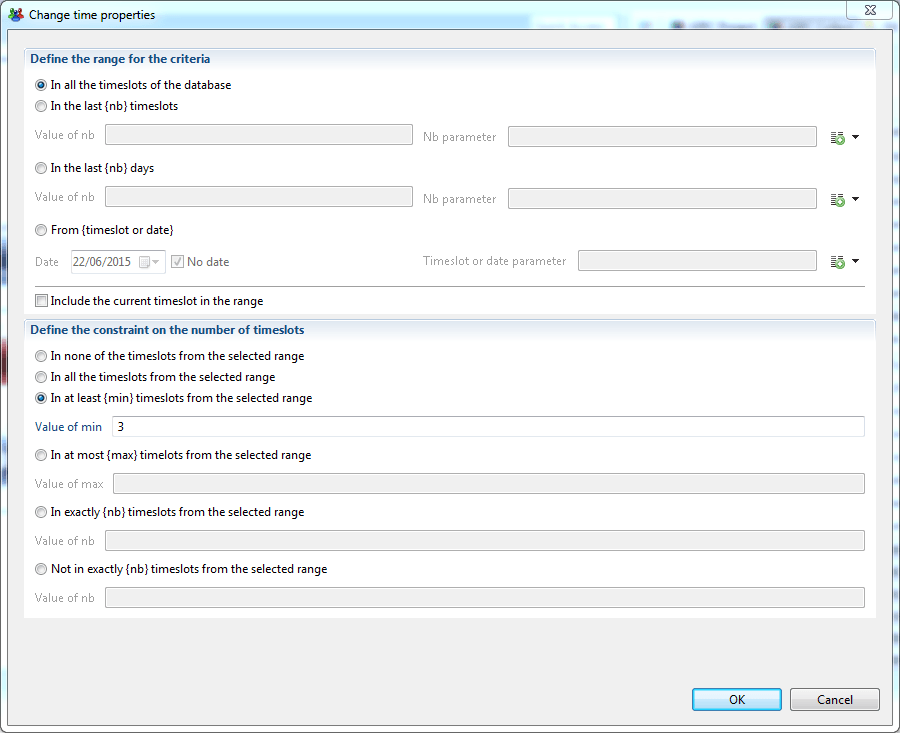 Change time properties
Define the range for the criteria
In all the timeslots of the database
In the last {nb} timeslots
Value of nb Nb parameter
In the last {nb} days
Value of nb Nb parameter
From {timeslot or date}
Date 22/06/2015 No date Timeslot or date parameter
Include the current timeslot in the range
Define the constraint on the number of timeslots
In none of the timeslots from the selected range
In all the timeslots from the selected range
In at least {min} timeslots from the selected range
Value of min 3
In at most {max} timelots from the selected range
Value of max
In exactly {nb} timeslots from the selected range
Value of nb
Not in exactly {nb} timeslots from the selected range
Value of nb
OK Cancel